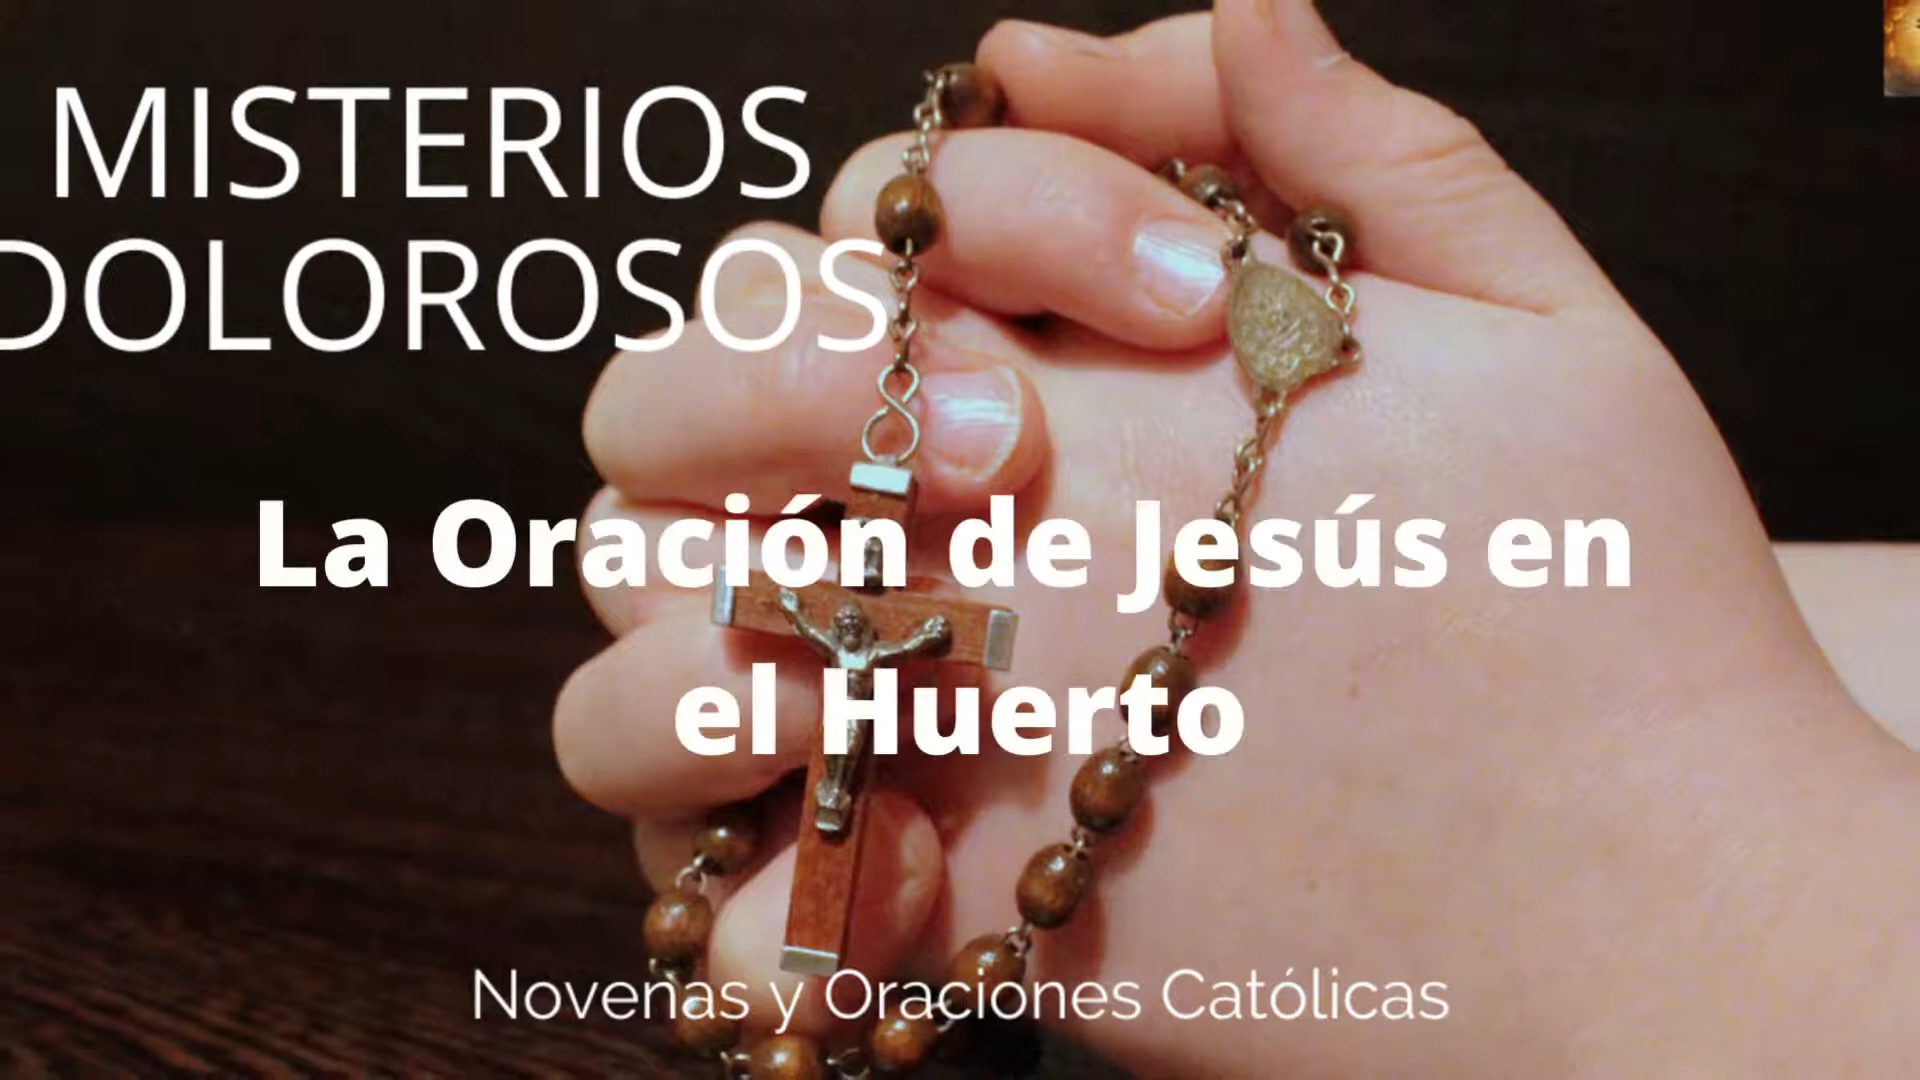 MISTERIOS
DOLOROSOS
La Oración de Jesús en
el Huerto
Novenas y Oraciones Católicas